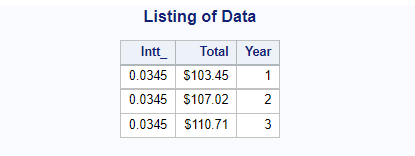 Listing of Data
Intt_ Total Year
0.0345 $103.45 1
0.0345 $107.02 2
0.0345 $110.71 3